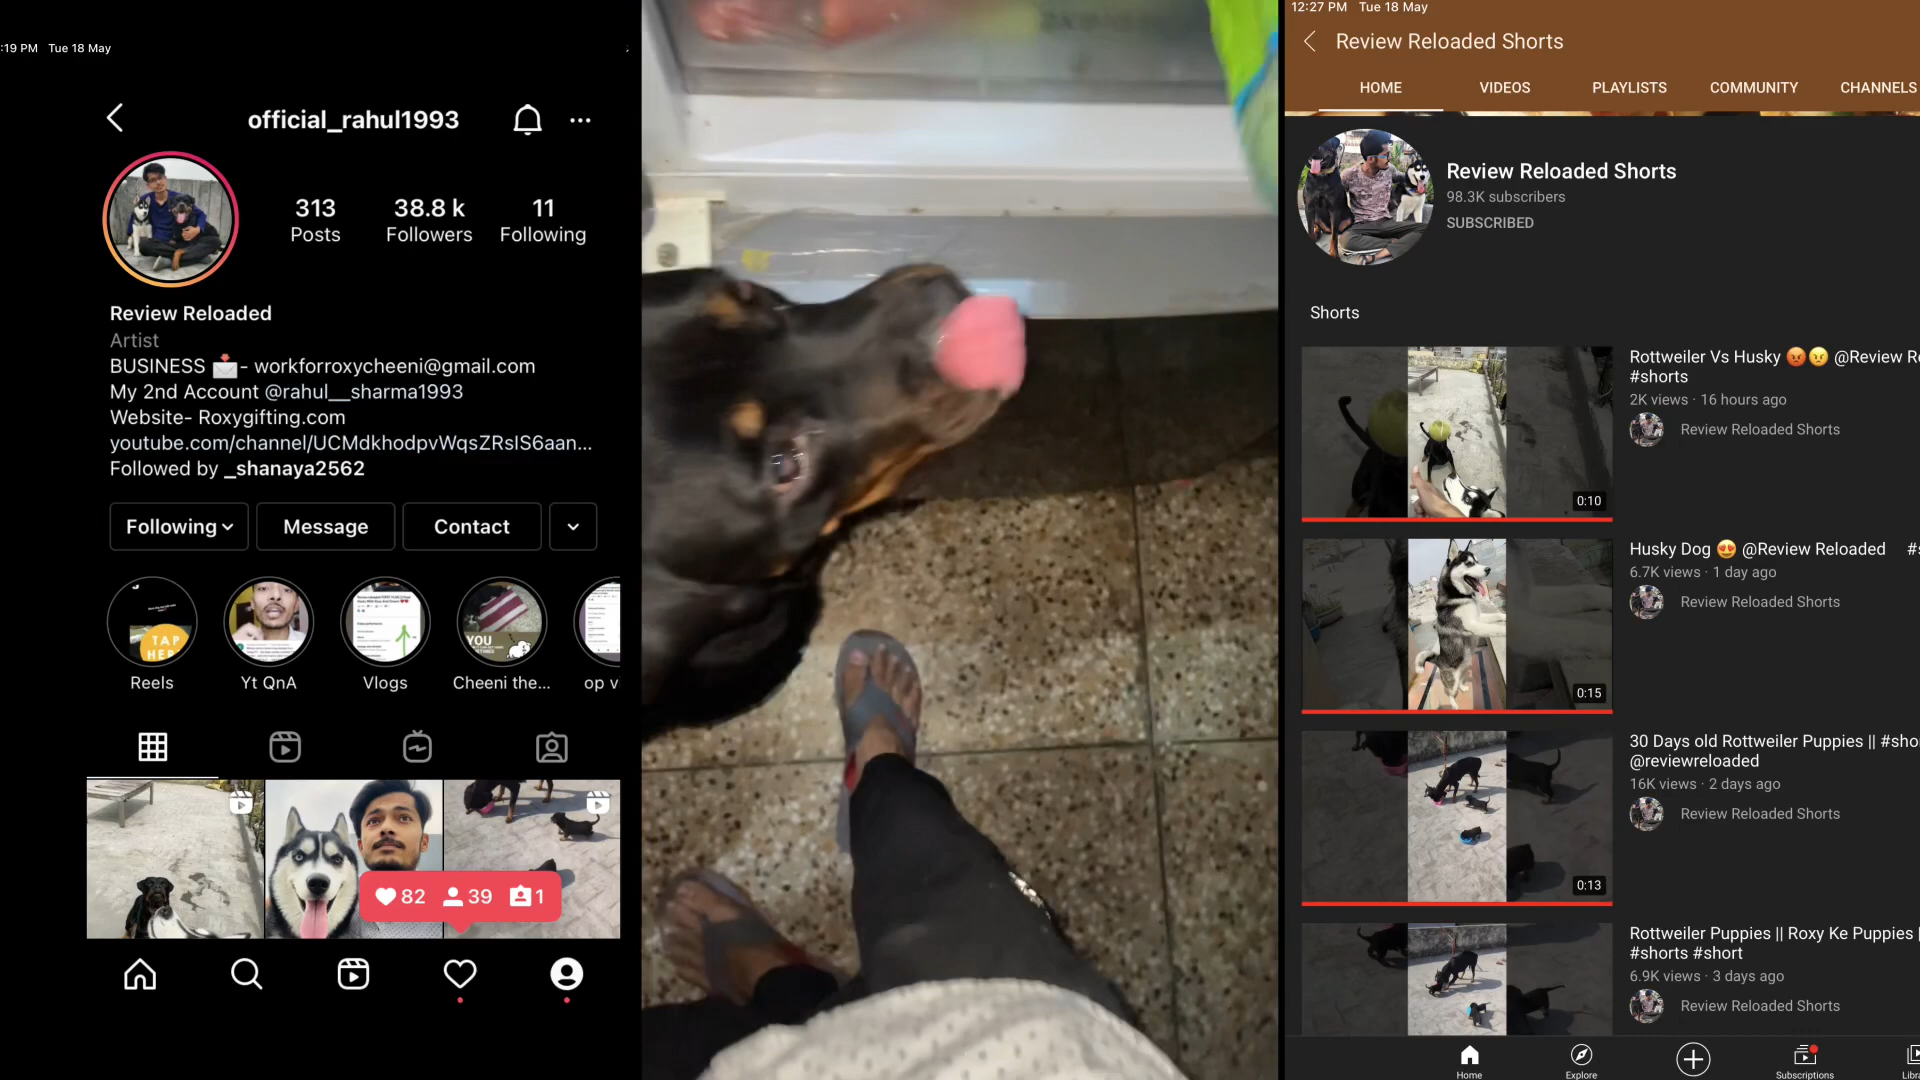 :19 PM Tue 18 May
official_rahul1993
313
Posts
38.8 k
Followers
11
Following
Review Reloaded
Artist
BUSINESS 📩- workforroxycheeni@gmail.com
My 2nd Account @rahul__sharma1993
Website- Roxygifting.com
youtube.com/channel/UCMdkhodpvWqsZRslS6aan...
Followed by _shanaya2562
Following
Message
Contact
TAP
HER
YOU
Reels
Yt QnA
Vlogs
Cheeni the...
op v
82
39
1
12:27 PM Tue 18 May
Review Reloaded Shorts
HOME
VIDEOS
PLAYLISTS
COMMUNITY
CHANNELS
Review Reloaded Shorts
98.3K subscribers
SUBSCRIBED
Shorts
Rottweiler Vs Husky 😡😠 @Review Re
#shorts
2K views · 16 hours ago
Review Reloaded Shorts
0:10
Husky Dog 😍 @Review Reloaded #s
6.7K views · 1 day ago
Review Reloaded Shorts
0:15
30 Days old Rottweiler Puppies || #sho
@reviewreloaded
16K views · 2 days ago
Review Reloaded Shorts
0:13
Rottweiler Puppies || Roxy Ke Puppies |
#shorts #short
6.9K views · 3 days ago
Review Reloaded Shorts
Home
Explore
Subscriptions
Libra